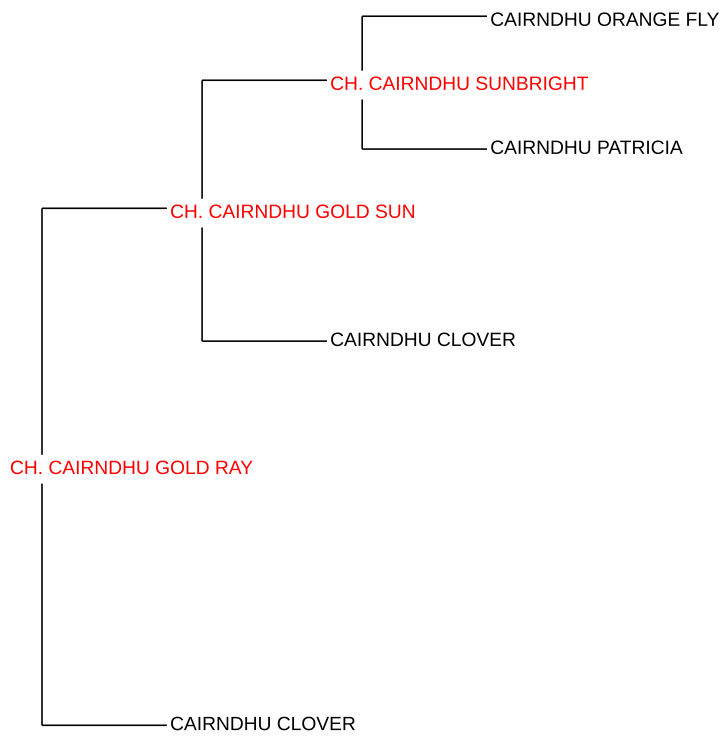 CAIRNDHU ORANGE FLY
CH. CAIRNDHU SUNBRIGHT
CAIRNDHU PATRICIA
CH. CAIRNDHU GOLD SUN
CAIRNDHU CLOVER
CH. CAIRNDHU GOLD RAY
CAIRNDHU CLOVER